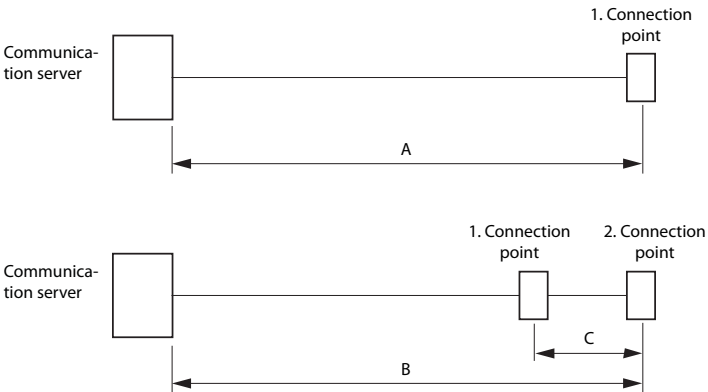 1. Connection
point
Communica-
tion server
A
1. Connection
point
2. Connection
point
Communica-
tion server
C
B